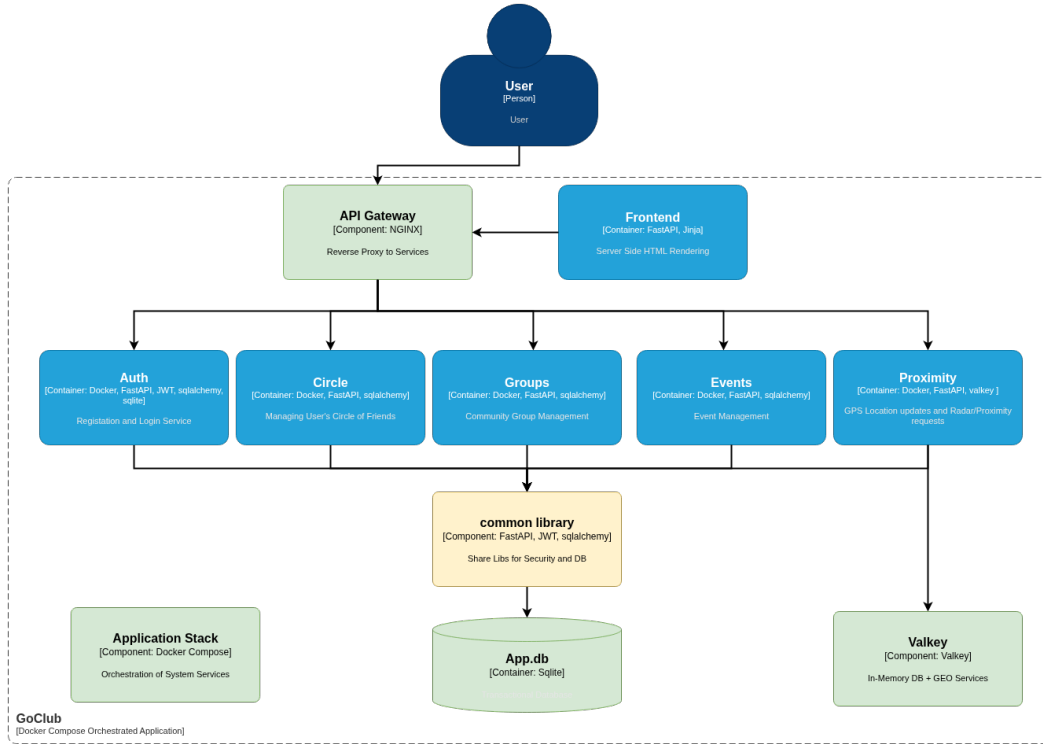 User
[Person]
User
API Gateway
[Component: NGINX]
Reverse Proxy to Services
Frontend
[Container: FastAPI, Jinja]
Server Side HTML Rendering
Auth
[Container: Docker, FastAPI, JWT, sqlalchemy,
sqlite]
Registation and Login Service
Circle
[Container: Docker, FastAPI, sqlalchemy]
Managing User's Circle of Friends
Groups
[Container: Docker, FastAPI, sqlalchemy]
Community Group Management
Events
[Container: Docker, FastAPI, sqlalchemy]
Event Management
Proximity
[Container: Docker, FastAPI, valkey ]
GPS Location updates and Radar/Proximity
requests
common library
[Component: FastAPI, JWT, sqlalchemy]
Share Libs for Security and DB
Application Stack
[Component: Docker Compose]
Orchestration of System Services
App.db
[Container: Sqlite]
Valkey
[Component: Valkey]
In-Memory DB + GEO Services
GoClub
[Docker Compose Orchestrated Application]